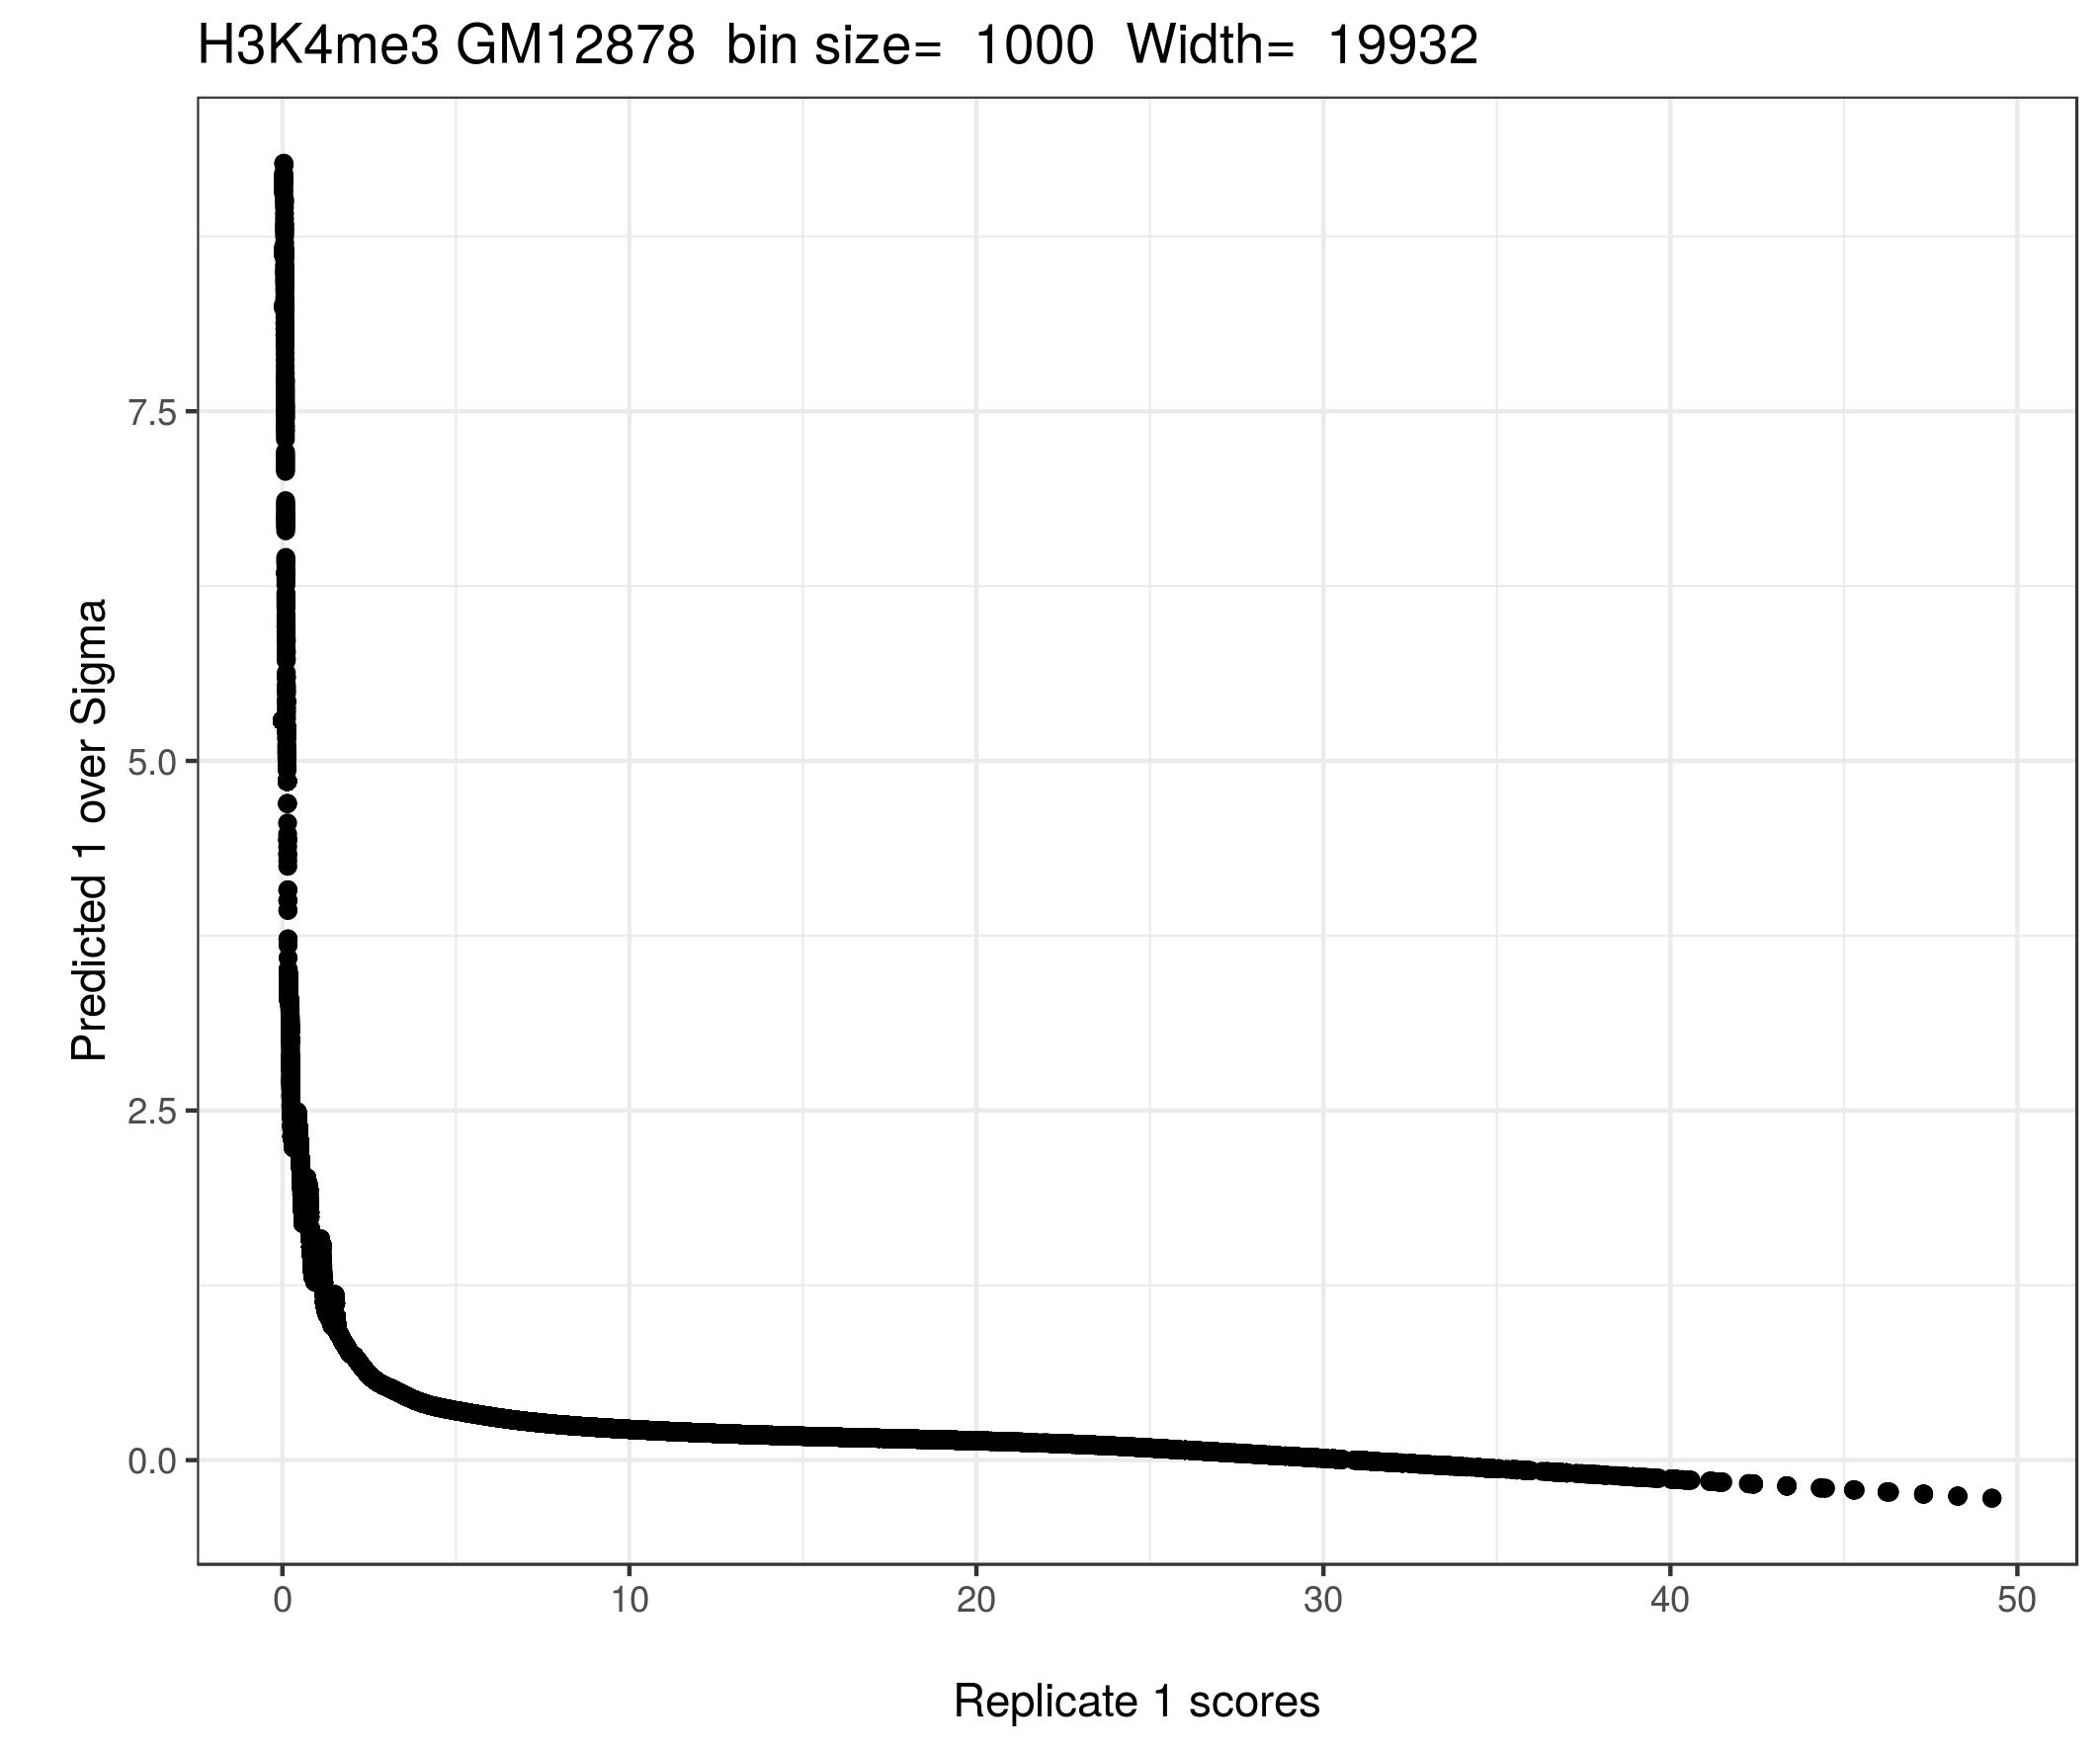 H3K4me3 GM12878  bin size=  1000  Width=  19932
Predicted 1 over Sigma
7.5
5.0
2.5
0.0
0 10 20 30 40 50
Replicate 1 scores